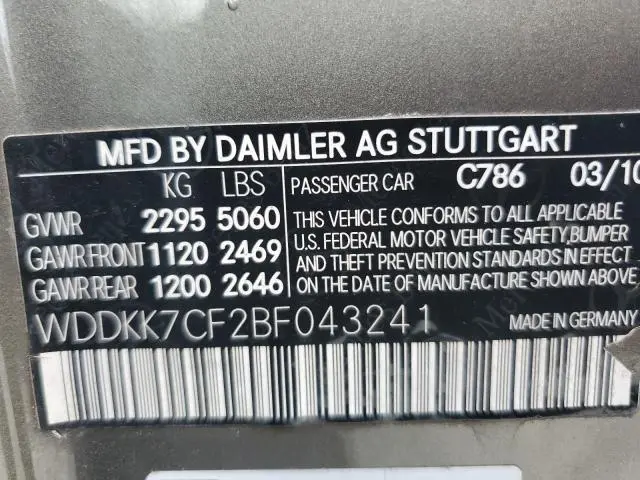 MFD BY DAIMLER AG STUTTGART
KG LBS PASSENGER CAR C786 03/10
GVWR 2295 5060 THIS VEHICLE CONFORMS TO ALL APPLICABLE
GAWR FRONT 1120 2469 U.S. FEDERAL MOTOR VEHICLE SAFETY,BUMPER
AND THEFT PREVENTION STANDARDS IN EFFECT
GAWR REAR 1200 2646 ON THE DATE OF MANUFACTURE SHOWN ABOVE
WDDKK7CF2BF043241 MADE IN GERMANY